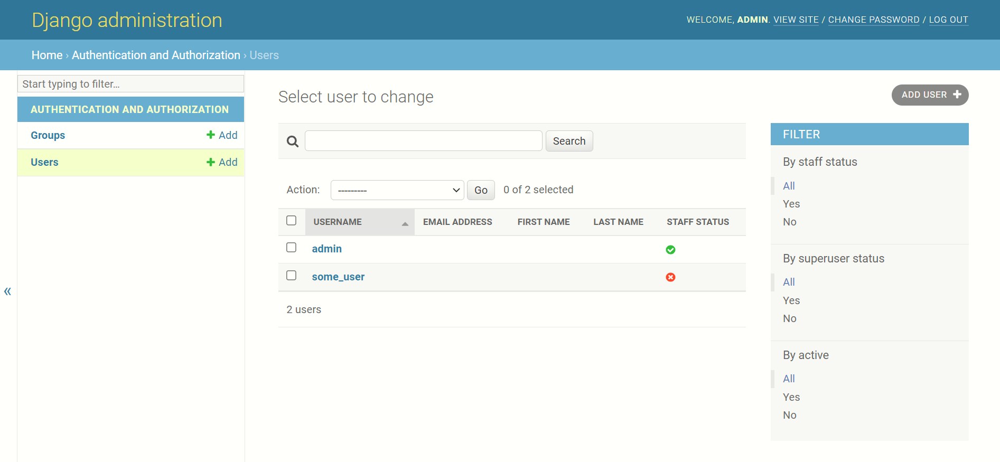 Django administration
WELCOME, ADMIN. VIEW SITE / CHANGE PASSWORD / LOG OUT
Home › Authentication and Authorization › Users
Start typing to filter...
AUTHENTICATION AND AUTHORIZATION
Groups + Add
Users + Add
«
Select user to change
ADD USER +
Search
Action: --------- Go 0 of 2 selected
USERNAME EMAIL ADDRESS FIRST NAME LAST NAME STAFF STATUS
admin
some_user
2 users
FILTER
By staff status
All
Yes
No
By superuser status
All
Yes
No
By active
All
Yes
No